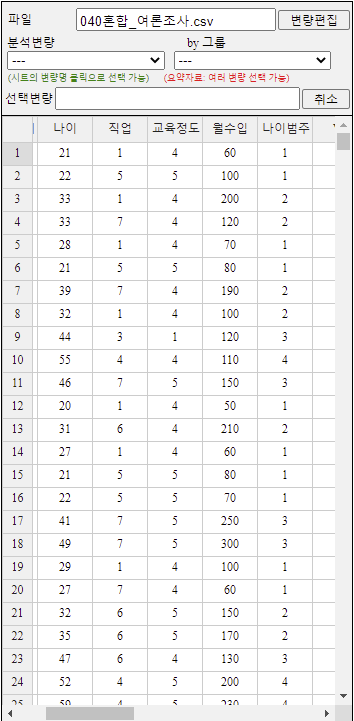 파일 040혼합_여론조사.csv 변량편집
분석변량 by 그룹
--- ---
(시트의 변량명 클릭으로 선택 가능) (요약자료: 여러 변량 선택 가능)
선택변량 취소
나이 직업 교육정도 월수입 나이범주
1 21 1 4 60 1
2 22 5 5 100 1
3 33 1 4 200 2
4 33 7 4 120 2
5 28 1 4 70 1
6 21 5 5 80 1
7 39 7 4 190 2
8 32 1 4 100 2
9 44 3 1 120 3
10 55 4 4 110 4
11 46 7 5 150 3
12 20 1 4 50 1
13 31 6 4 210 2
14 27 1 4 60 1
15 21 5 5 80 1
16 22 5 5 70 1
17 41 7 5 250 3
18 49 7 5 300 3
19 29 1 4 100 1
20 27 7 4 60 1
21 32 6 5 150 2
22 35 6 5 170 2
23 47 6 4 130 3
24 52 4 5 200 4
25 59 4 5 230 4